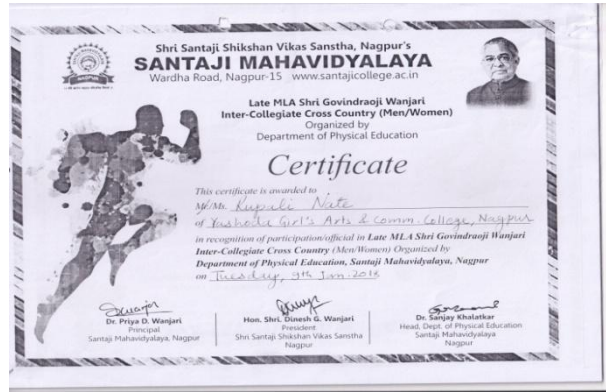 Shri Santaji Shikshan Vikas Sanstha, Nagpur's
SANTAJI MAHAVIDYALAYA
Wardha Road, Nagpur-15 www.santajicollege.ac.in
Late MLA Shri Govindraoji Wanjari
Inter-Collegiate Cross Country (Men/Women)
Organized by
Department of Physical Education
Certificate
This certificate is awarded to
Mr/Ms. Rupali Nate
of Yashoda Girl's Arts & Comm. College, Nagpur
in recognition of participation/official in Late MLA Shri Govindraoji Wanjari
Inter-Collegiate Cross Country (Men/Women) Organized by
Department of Physical Education, Santaji Mahavidyalaya, Nagpur
on Tuesday, 9th Jan. 2018
Dr. Priya D. Wanjari
Principal
Santaji Mahavidyalaya, Nagpur
Hon. Shri. Dinesh G. Wanjari
President
Shri Santaji Shikshan Vikas Sanstha
Nagpur
Dr. Sanjay Khalatkar
Head, Dept. of Physical Education
Santaji Mahavidyalaya
Nagpur